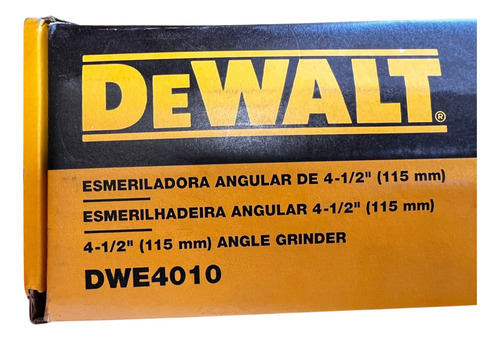 DEWALT®
ESMERILADORA ANGULAR DE 4-1/2" (115 mm)
ESMERILHADEIRA ANGULAR 4-1/2" (115 mm)
4-1/2" (115 mm) ANGLE GRINDER
DWE4010